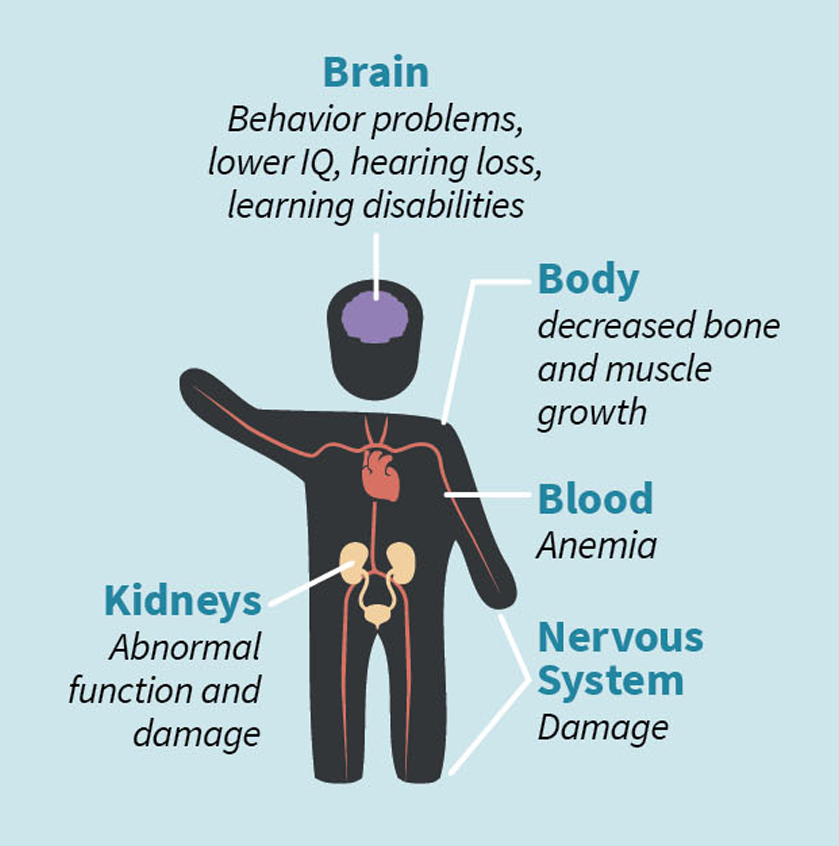 Brain
Behavior problems,
lower IQ, hearing loss,
learning disabilities
Body
decreased bone
and muscle
growth
Blood
Anemia
Kidneys
Abnormal
function and
damage
Nervous
System
Damage